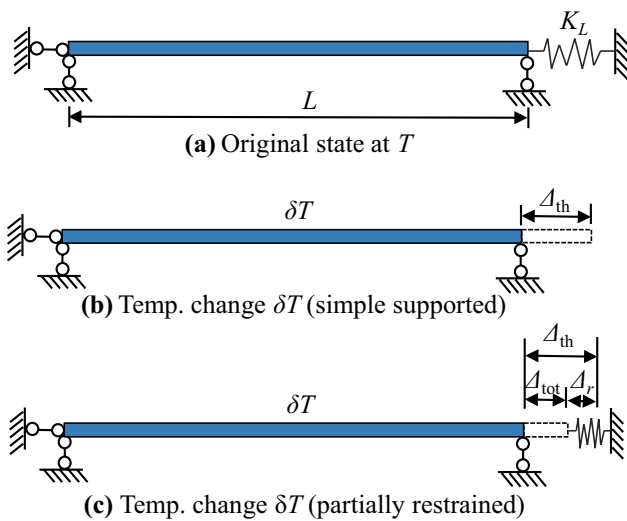 K_L
L
(a) Original state at T
δT
Δ_th
(b) Temp. change δT (simple supported)
Δ_th
Δ_tot Δ_r
δT
(c) Temp. change δT (partially restrained)